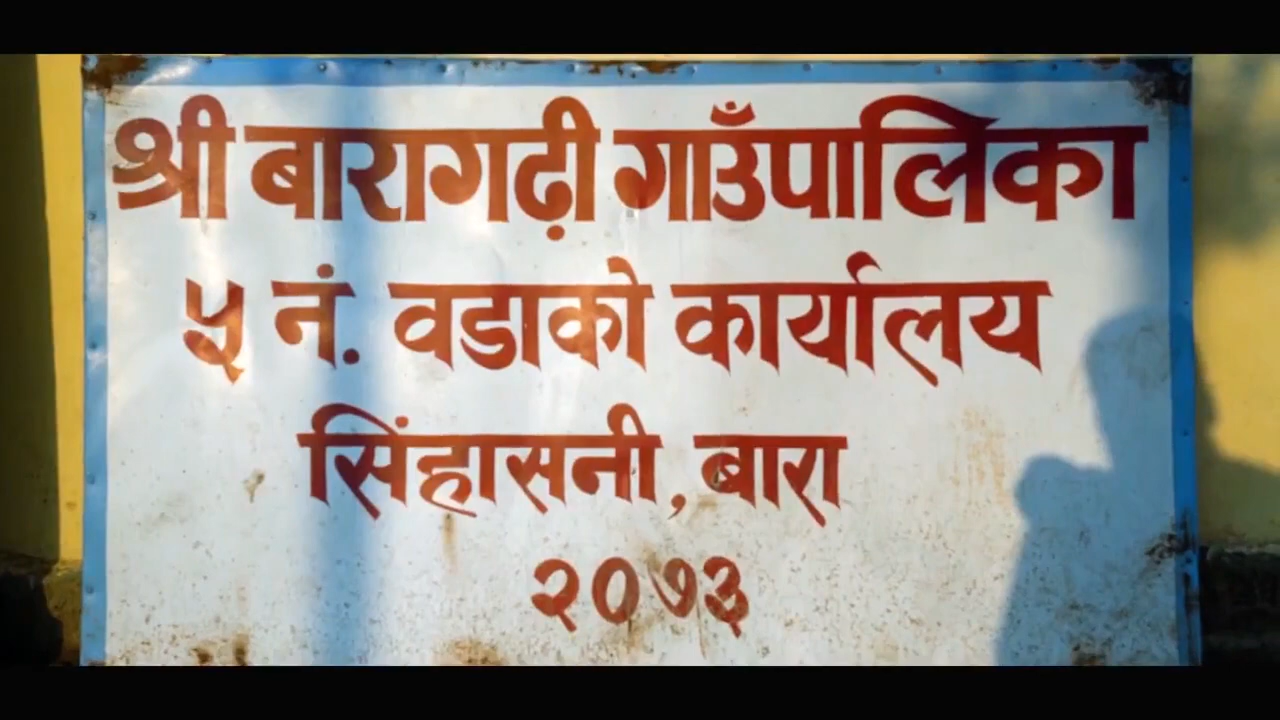 श्री बारागढी गाउँपालिका
५ नं. वडाको कार्यालय
सिंहासनी, बारा
२०७३